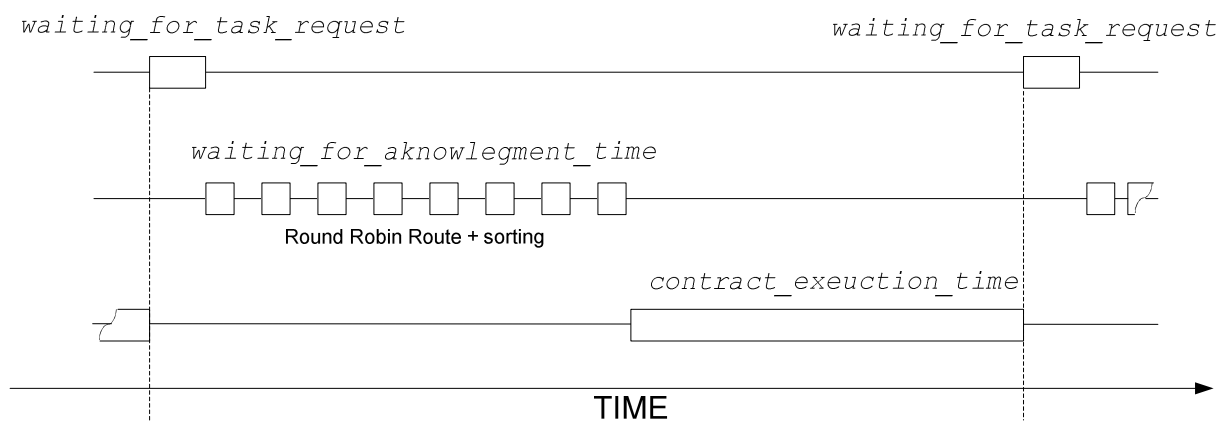 waiting_for_task_request
waiting_for_task_request
waiting_for_aknowlegment_time
Round Robin Route + sorting
contract_exeuction_time
TIME